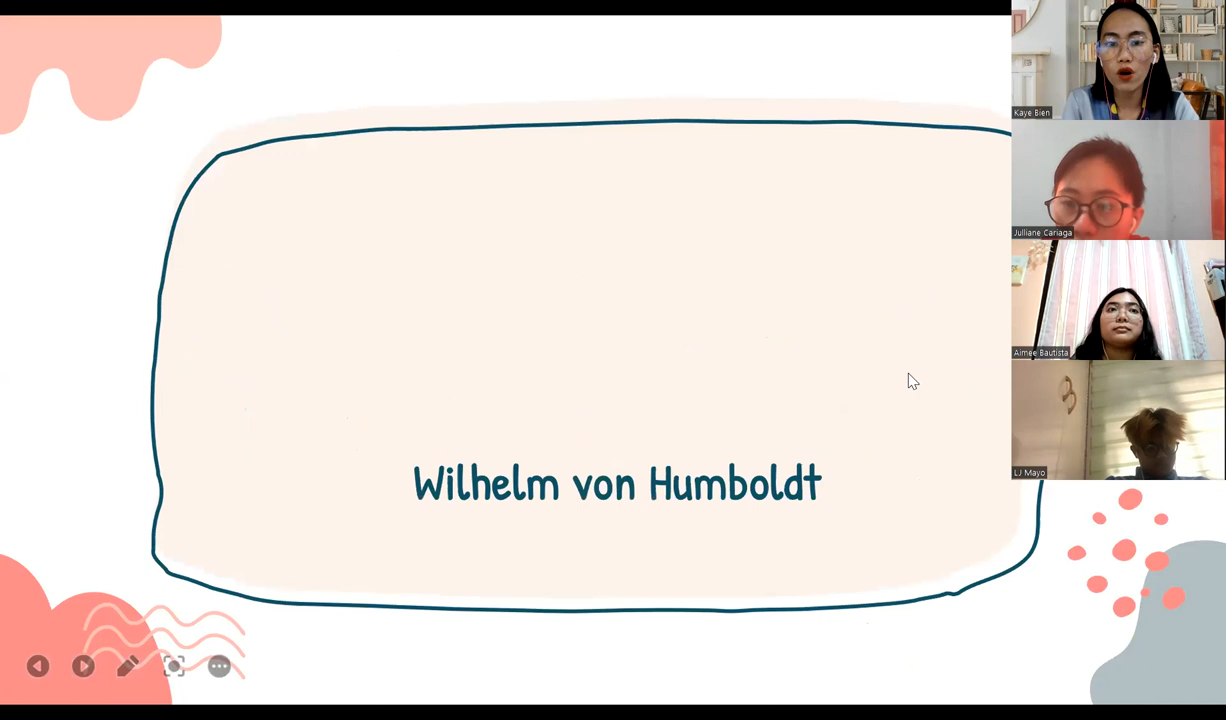 Wilhelm von Humboldt
Kaye Bien
Julliane Cariaga
Aimee Bautista
LJ Mayo